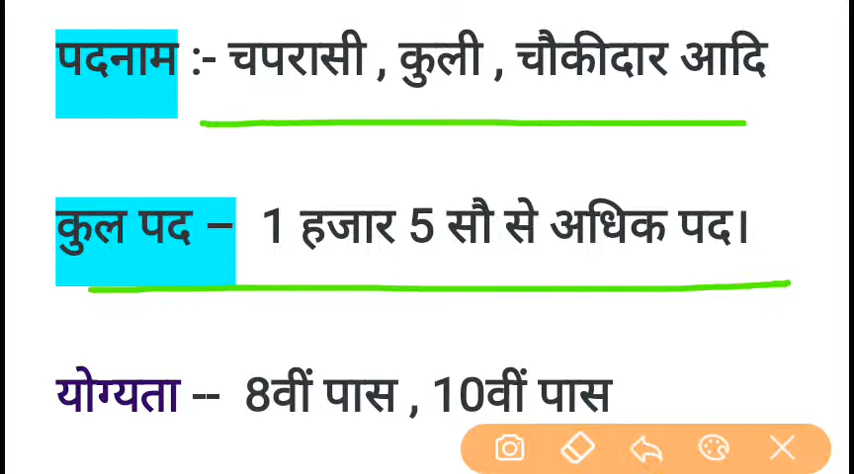 पदनाम :- चपरासी , कुली , चौकीदार आदि
कुल पद – 1 हजार 5 सौ से अधिक पद।
योग्यता -- 8वीं पास , 10वीं पास